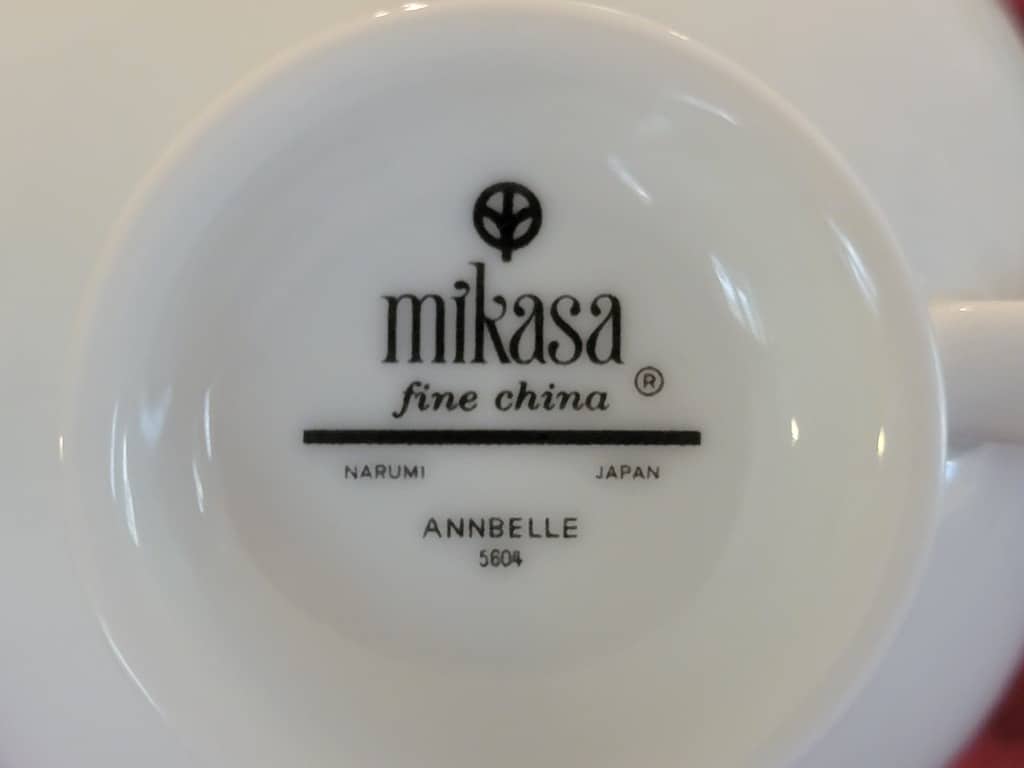 mikasa
fine china ®
NARUMI JAPAN
ANNBELLE
5604